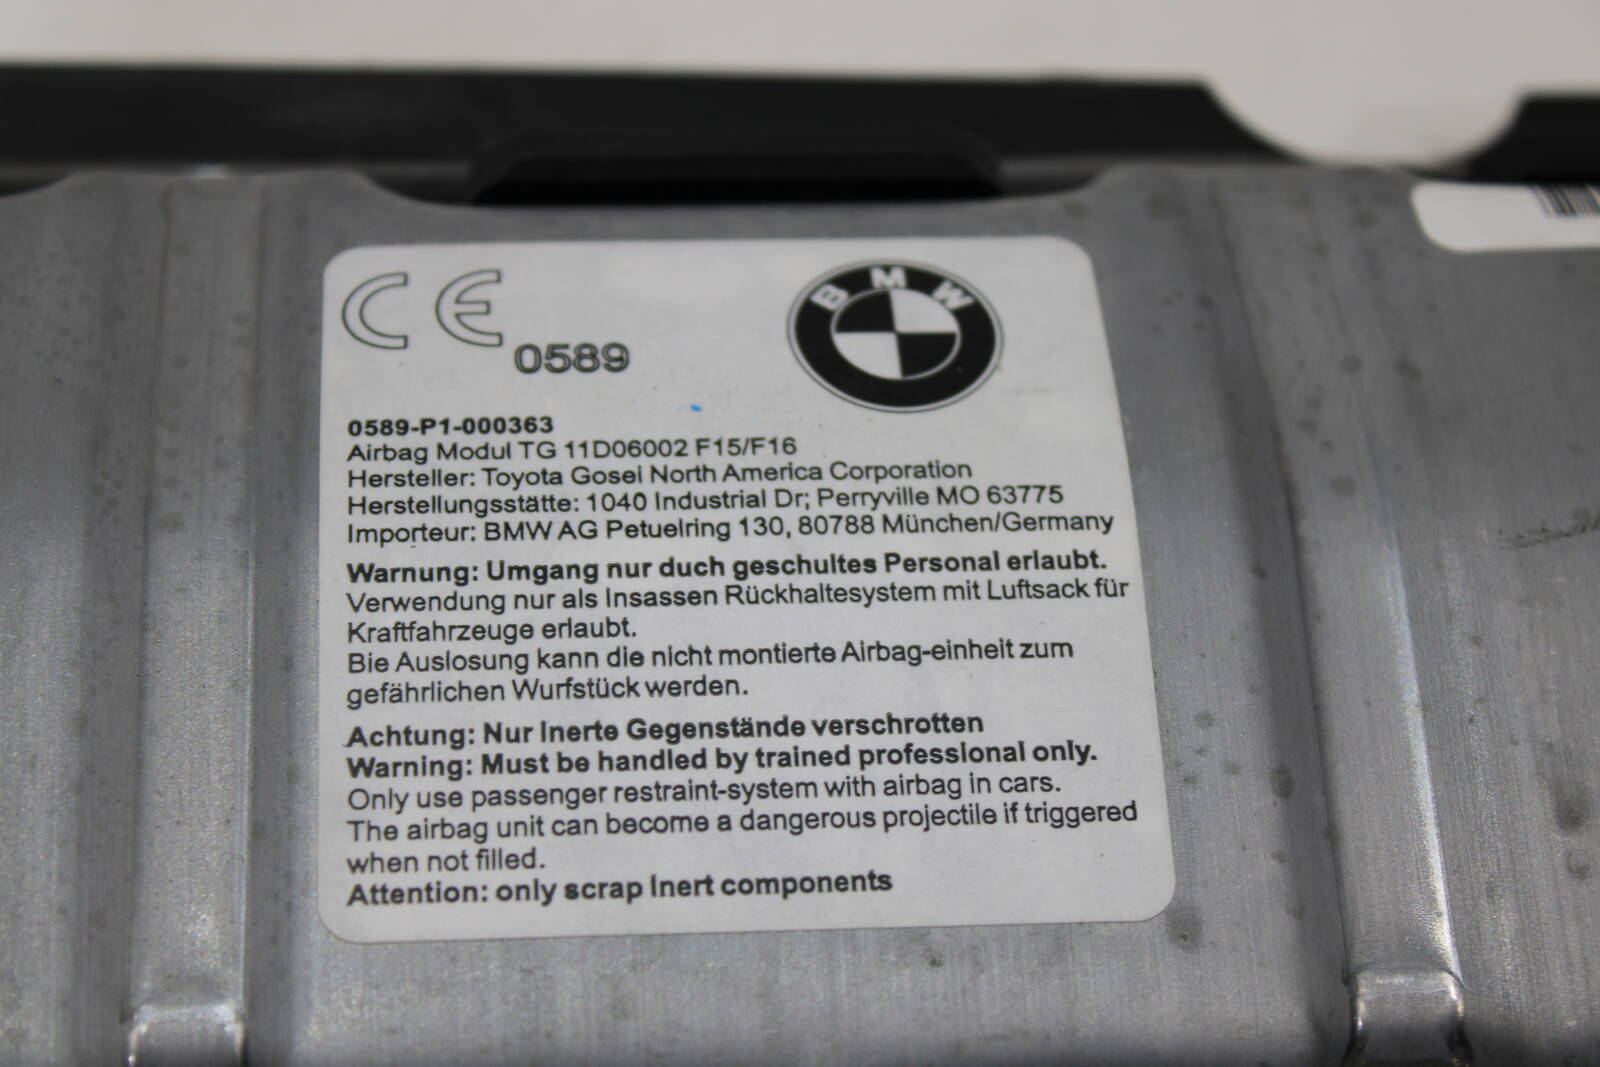 CE 0589
BMW
0589-P1-000363
Airbag Modul TG 11D06002 F15/F16
Hersteller: Toyota Gosei North America Corporation
Herstellungsstätte: 1040 Industrial Dr; Perryville MO 63775
Importeur: BMW AG Petuelring 130, 80788 München/Germany
Warnung: Umgang nur duch geschultes Personal erlaubt.
Verwendung nur als Insassen Rückhaltesystem mit Luftsack für
Kraftfahrzeuge erlaubt.
Bie Auslosung kann die nicht montierte Airbag-einheit zum
gefährlichen Wurfstück werden.
Achtung: Nur inerte Gegenstände verschrotten
Warning: Must be handled by trained professional only.
Only use passenger restraint-system with airbag in cars.
The airbag unit can become a dangerous projectile if triggered
when not filled.
Attention: only scrap inert components